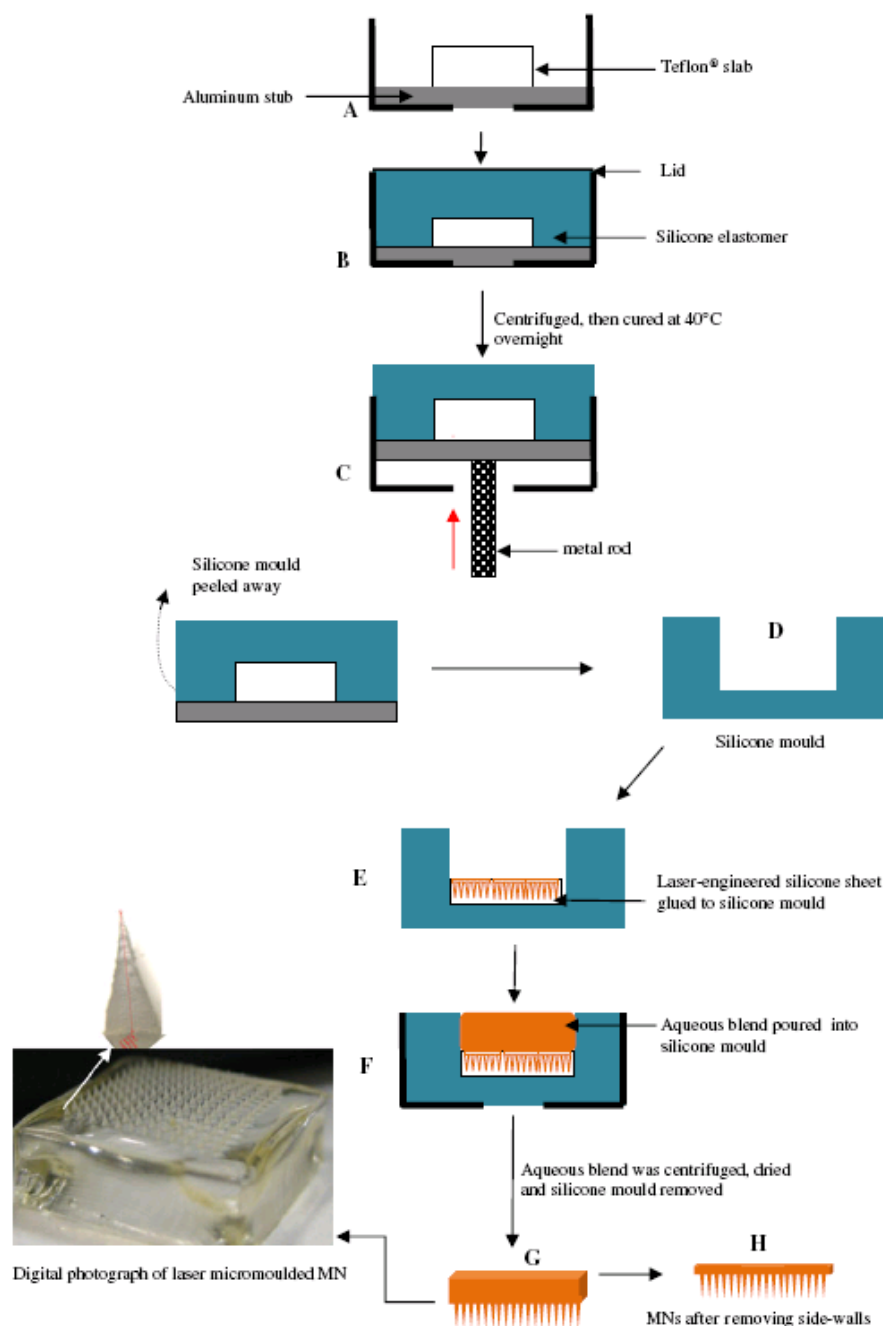 Teflon® slab
Aluminum stub
A
Lid
Silicone elastomer
B
Centrifuged, then cured at 40°C
overnight
C
metal rod
Silicone mould
peeled away
D
Silicone mould
E
Laser-engineered silicone sheet
glued to silicone mould
Aqueous blend poured into
silicone mould
F
Aqueous blend was centrifuged, dried
and silicone mould removed
G
H
Digital photograph of laser micromoulded MN
MNs after removing side-walls